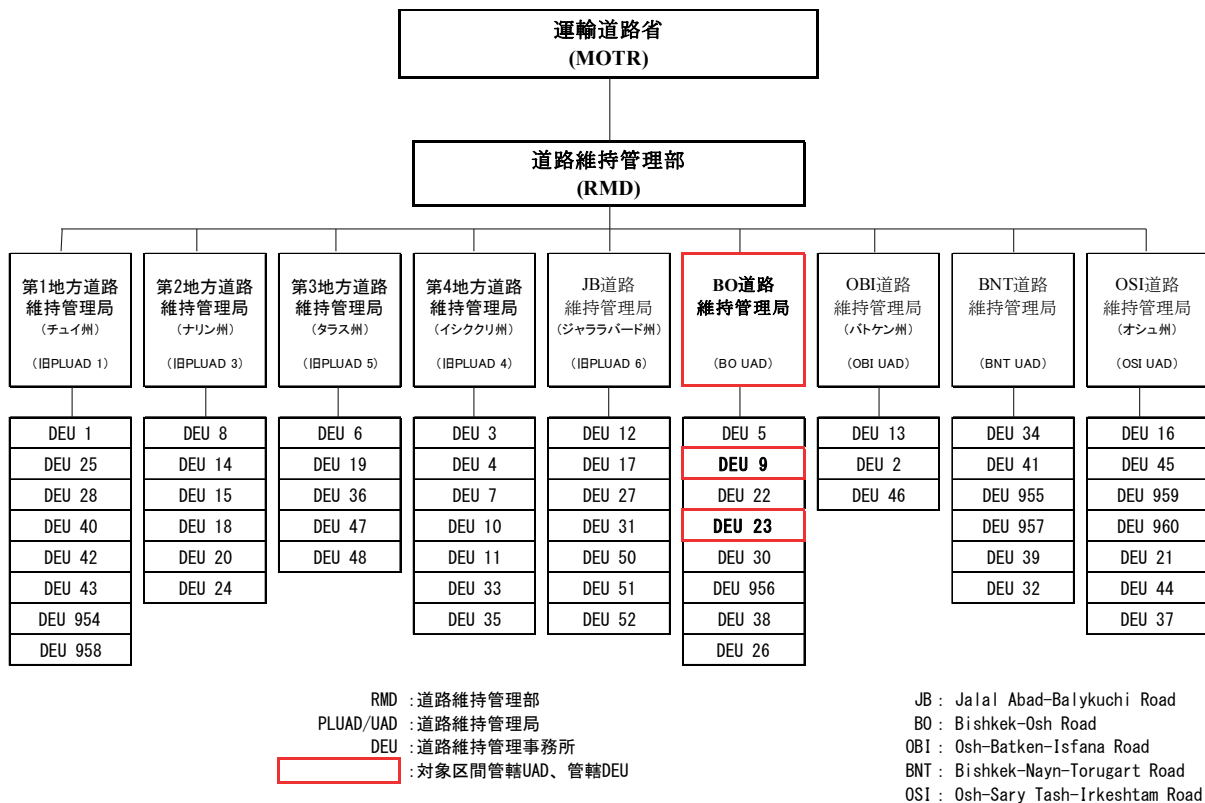 運輸道路省
(MOTR)
道路維持管理部
(RMD)
第1地方道路
維持管理局
(チュイ州)
(旧PLUAD 1)
第2地方道路
維持管理局
(ナリン州)
(旧PLUAD 3)
第3地方道路
維持管理局
(タラス州)
(旧PLUAD 5)
第4地方道路
維持管理局
(イシククリ州)
(旧PLUAD 4)
JB道路
維持管理局
(ジャララバード州)
(旧PLUAD 6)
BO道路
維持管理局
(BO UAD)
OBI道路
維持管理局
(バトケン州)
(OBI UAD)
BNT道路
維持管理局
(BNT UAD)
OSI道路
維持管理局
(オシュ州)
(OSI UAD)
DEU 1
DEU 25
DEU 28
DEU 40
DEU 42
DEU 43
DEU 954
DEU 958
DEU 8
DEU 14
DEU 15
DEU 18
DEU 20
DEU 24
DEU 6
DEU 19
DEU 36
DEU 47
DEU 48
DEU 3
DEU 4
DEU 7
DEU 10
DEU 11
DEU 33
DEU 35
DEU 12
DEU 17
DEU 27
DEU 31
DEU 50
DEU 51
DEU 52
DEU 5
DEU 9
DEU 22
DEU 23
DEU 30
DEU 956
DEU 38
DEU 26
DEU 13
DEU 2
DEU 46
DEU 34
DEU 41
DEU 955
DEU 957
DEU 39
DEU 32
DEU 16
DEU 45
DEU 959
DEU 960
DEU 21
DEU 44
DEU 37
RMD :道路維持管理部
PLUAD/UAD :道路維持管理局
DEU :道路維持管理事務所
:対象区間管轄UAD、管轄DEU
JB : Jalal Abad-Balykuchi Road
BO : Bishkek-Osh Road
OBI : Osh-Batken-Isfana Road
BNT : Bishkek-Nayn-Torugart Road
OSI : Osh-Sary Tash-Irkeshtam Road